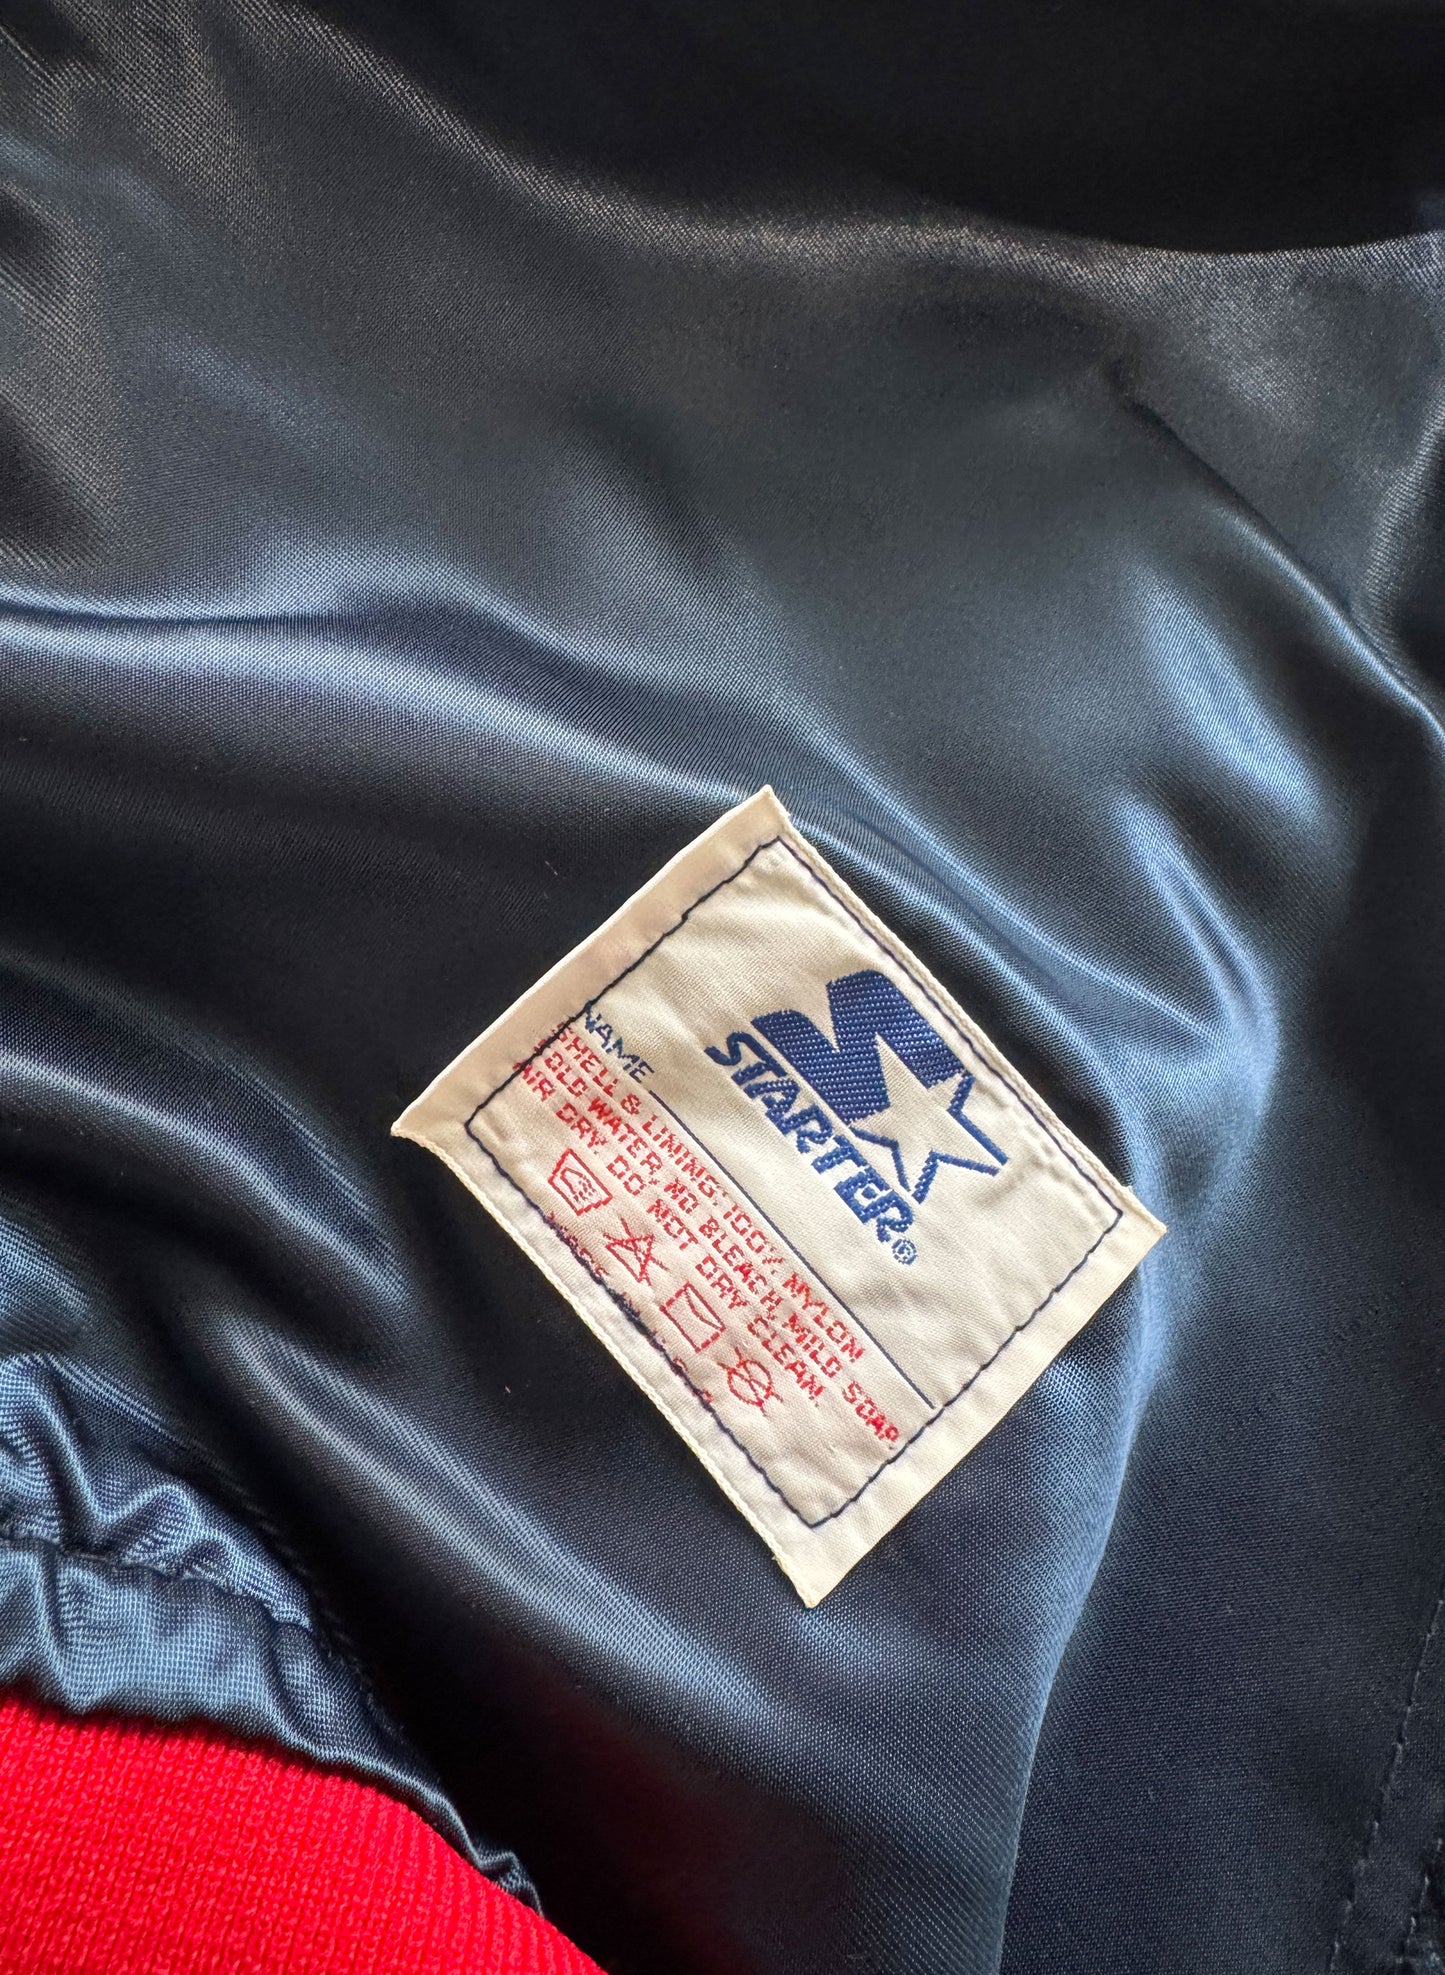 STARTER®
NAME
SHELL & LINING: 100% NYLON
COLD WATER, NO BLEACH, MILD SOAP.
AIR DRY. DO NOT DRY CLEAN.